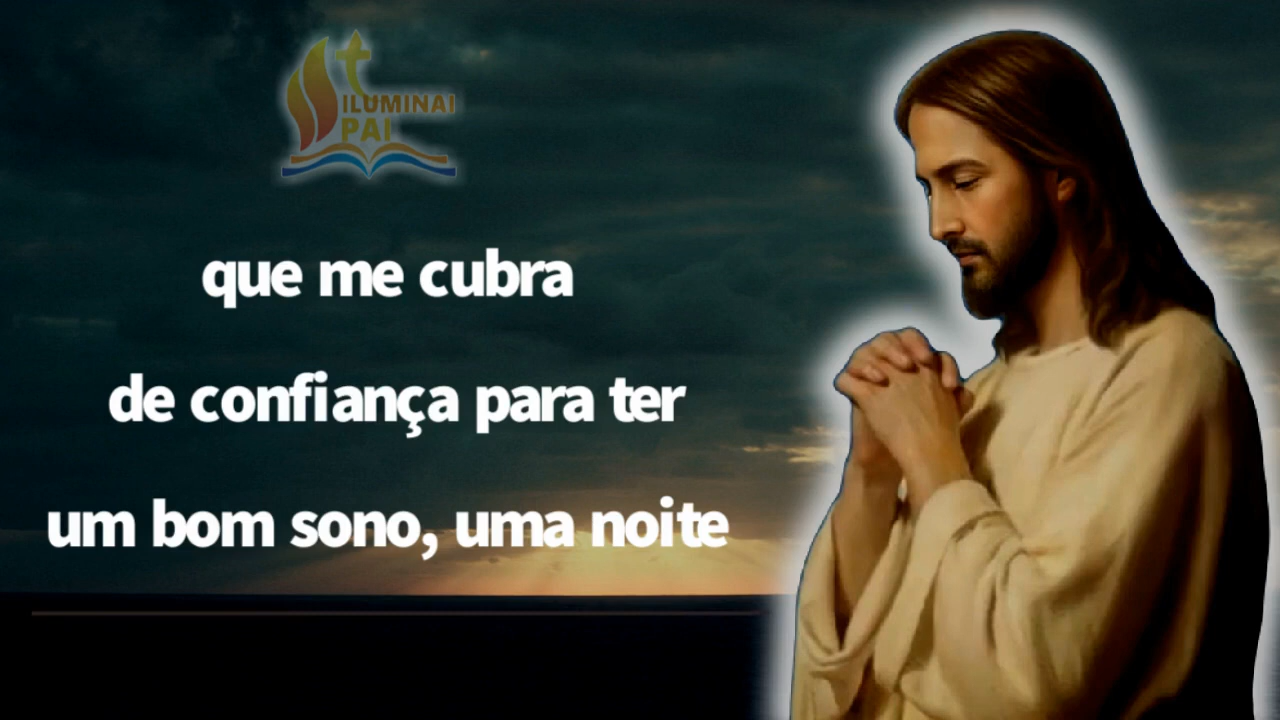 ILUMINAI
PAI
que me cubra
de confiança para ter
um bom sono, uma noite